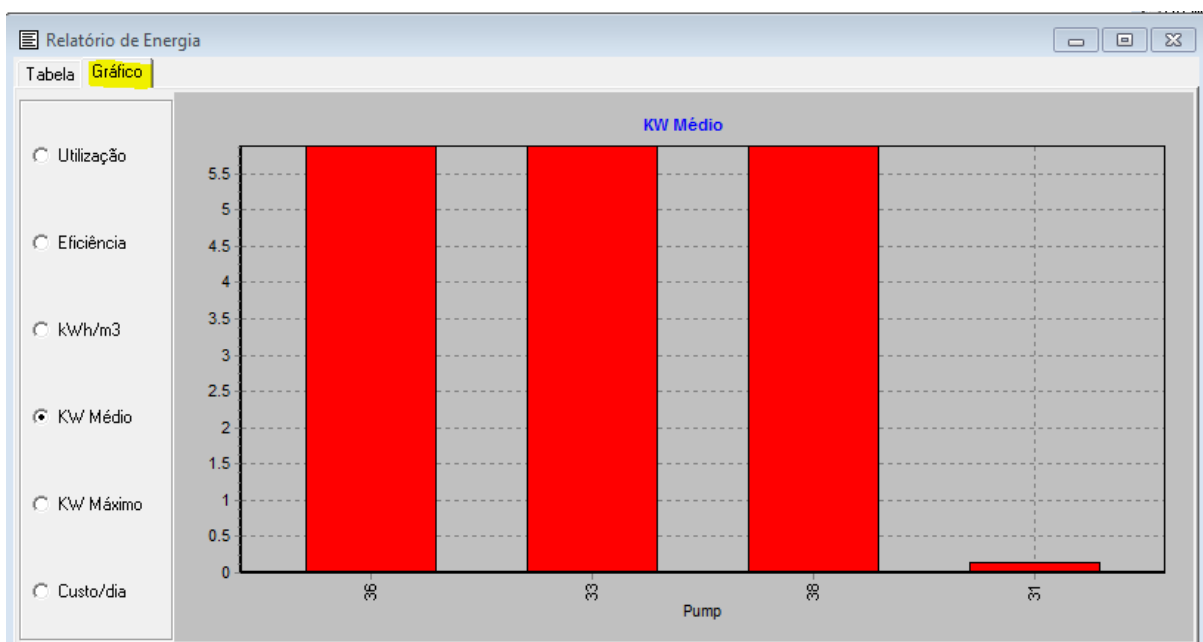 Relatório de Energia
Tabela Gráfico
Utilização
Eficiência
kWh/m3
KW Médio
KW Máximo
Custo/dia
KW Médio
5.5
5
4.5
4
3.5
3
2.5
2
1.5
1
0.5
0
36 33 38 31
Pump